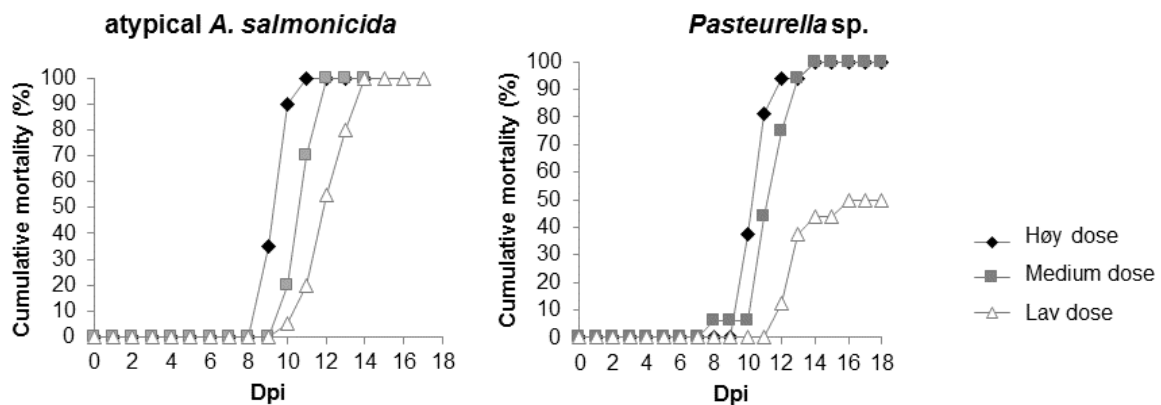 atypical A. salmonicida
Cumulative mortality (%)
100
90
80
70
60
50
40
30
20
10
0
0 2 4 6 8 10 12 14 16 18
Dpi
Pasteurella sp.
Cumulative mortality (%)
100
90
80
70
60
50
40
30
20
10
0
0 2 4 6 8 10 12 14 16 18
Dpi
Høy dose
Medium dose
Lav dose